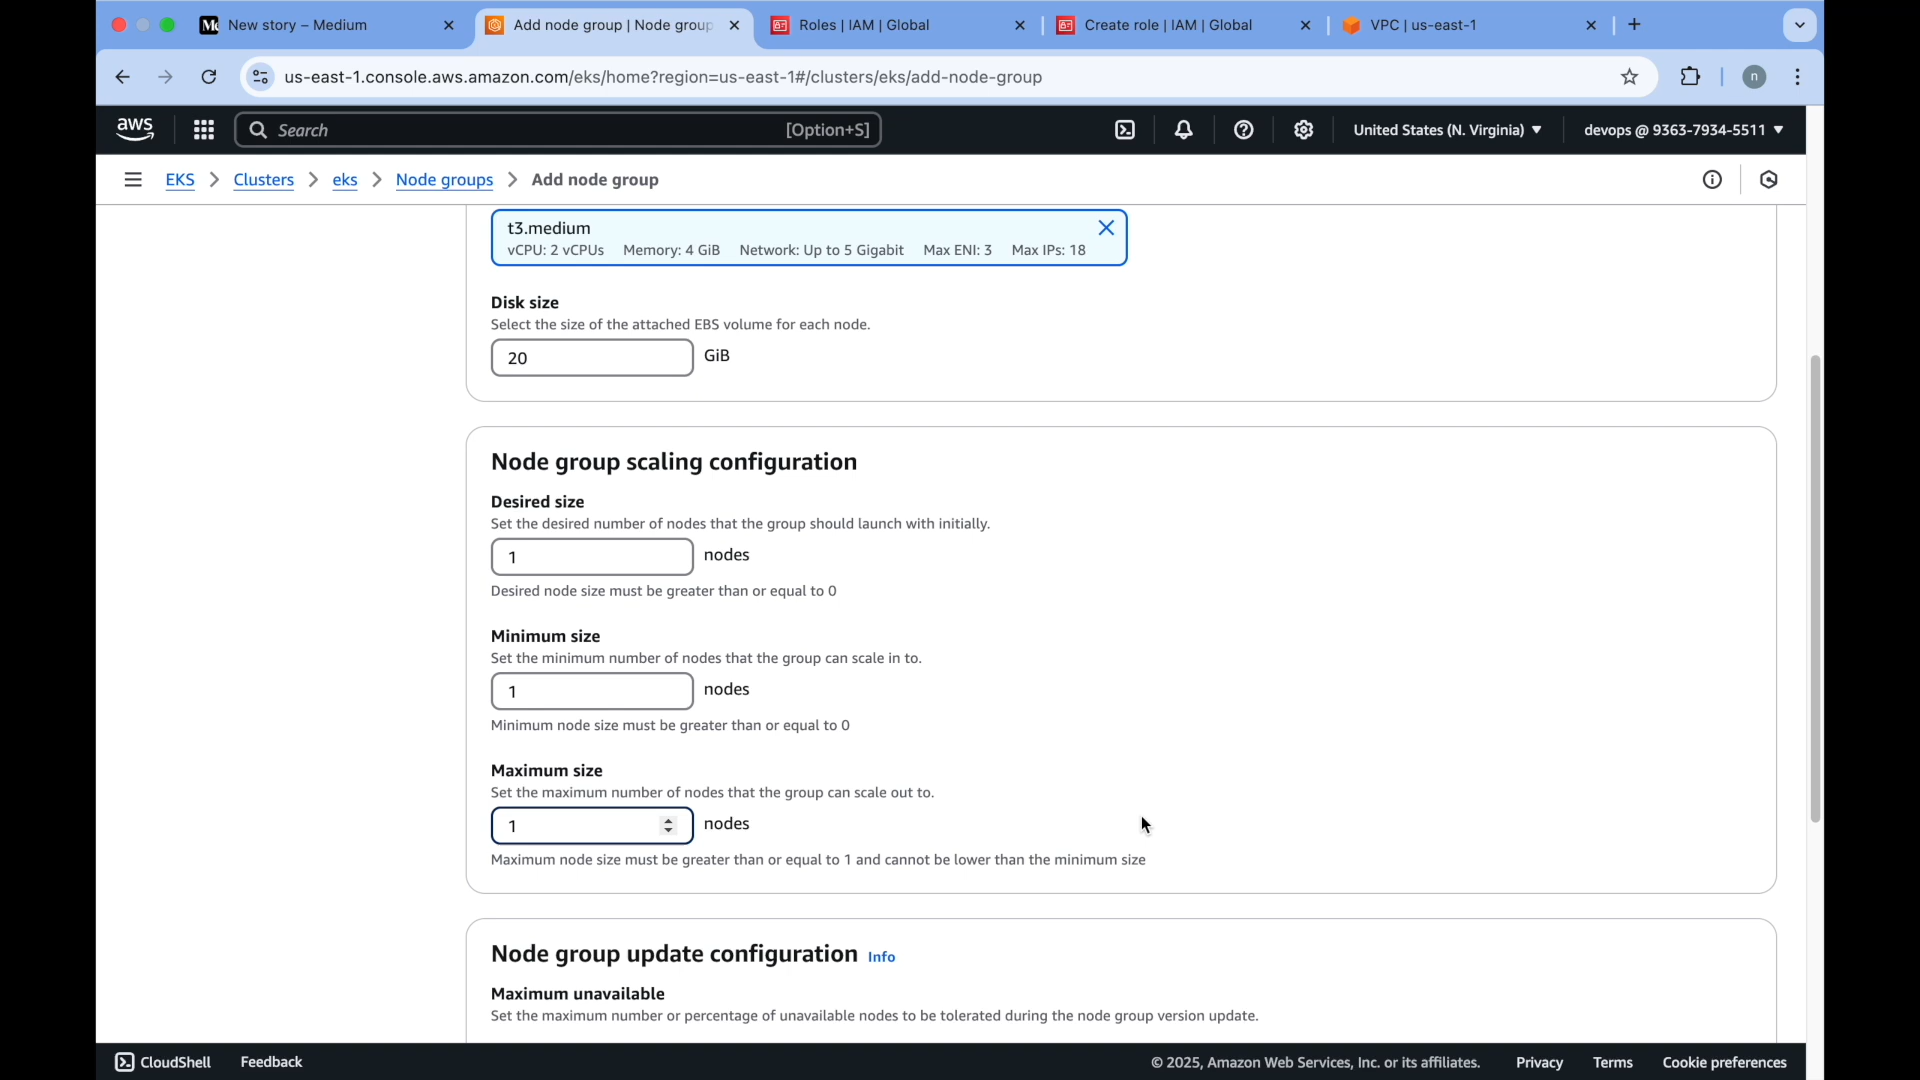 New story – Medium
Add node group | Node group
Roles | IAM | Global
Create role | IAM | Global
VPC | us-east-1
us-east-1.console.aws.amazon.com/eks/home?region=us-east-1#/clusters/eks/add-node-group
n
aws
Search
[Option+S]
United States (N. Virginia)
devops @ 9363-7934-5511
EKS
Clusters
eks
Node groups
Add node group
t3.medium
vCPU: 2 vCPUs Memory: 4 GiB Network: Up to 5 Gigabit Max ENI: 3 Max IPs: 18
Disk size
Select the size of the attached EBS volume for each node.
20 GiB
Node group scaling configuration
Desired size
Set the desired number of nodes that the group should launch with initially.
1 nodes
Desired node size must be greater than or equal to 0
Minimum size
Set the minimum number of nodes that the group can scale in to.
1 nodes
Minimum node size must be greater than or equal to 0
Maximum size
Set the maximum number of nodes that the group can scale out to.
1 nodes
Maximum node size must be greater than or equal to 1 and cannot be lower than the minimum size
Node group update configuration Info
Maximum unavailable
Set the maximum number or percentage of unavailable nodes to be tolerated during the node group version update.
CloudShell
Feedback
© 2025, Amazon Web Services, Inc. or its affiliates.
Privacy
Terms
Cookie preferences